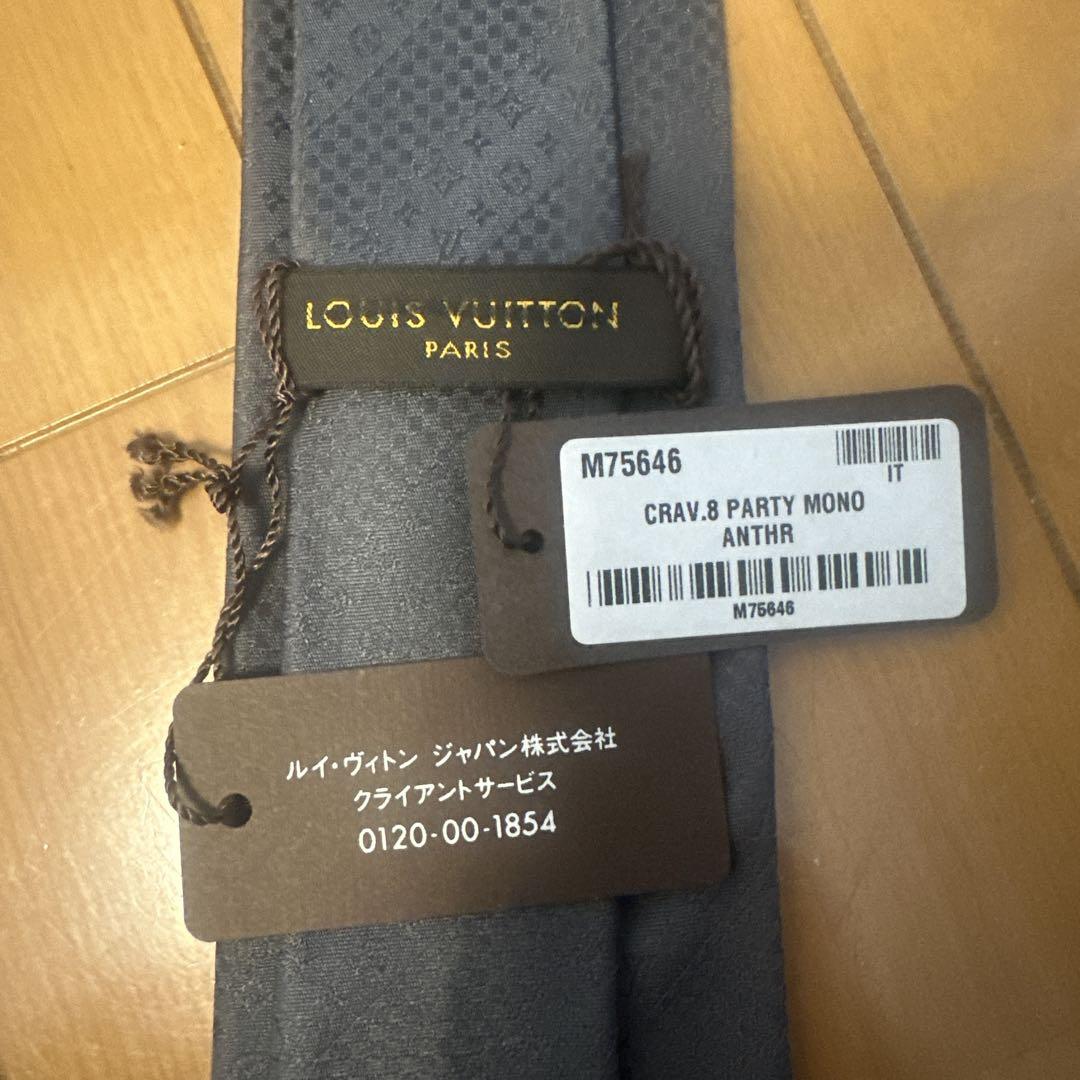 LOUIS VUITTON
PARIS
M75646
IT
CRAV.8 PARTY MONO
ANTHR
M75646
ルイ・ヴィトン ジャパン株式会社
クライアントサービス
0120-00-1854